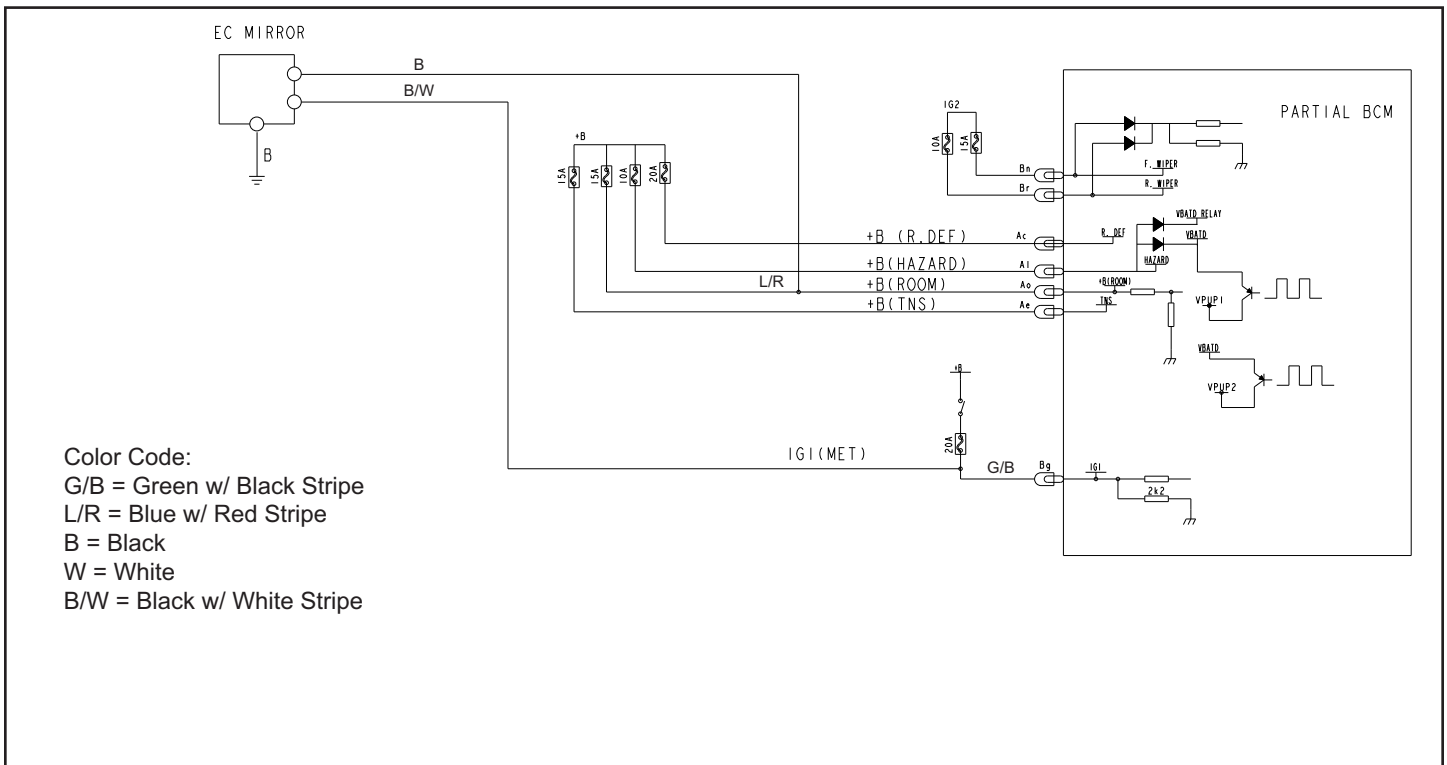 EC MIRROR
B
B/W
B
+B
15A
15A
10A
20A
IG2
10A
15A
PARTIAL BCM
Bn
F. WIPER
Br
R. WIPER
VBATD RELAY
+B (R.DEF)
Ac
R. DEF
VBATD
+B(HAZARD)
Al
HAZARD
L/R
+B(ROOM)
Ao
+B(ROOM)
+B(TNS)
Ae
TNS
VPUP1
VBATD
VPUP2
+B
20A
IG1(MET)
G/B
Bg
IG1
2k2
Color Code:
G/B = Green w/ Black Stripe
L/R = Blue w/ Red Stripe
B = Black
W = White
B/W = Black w/ White Stripe